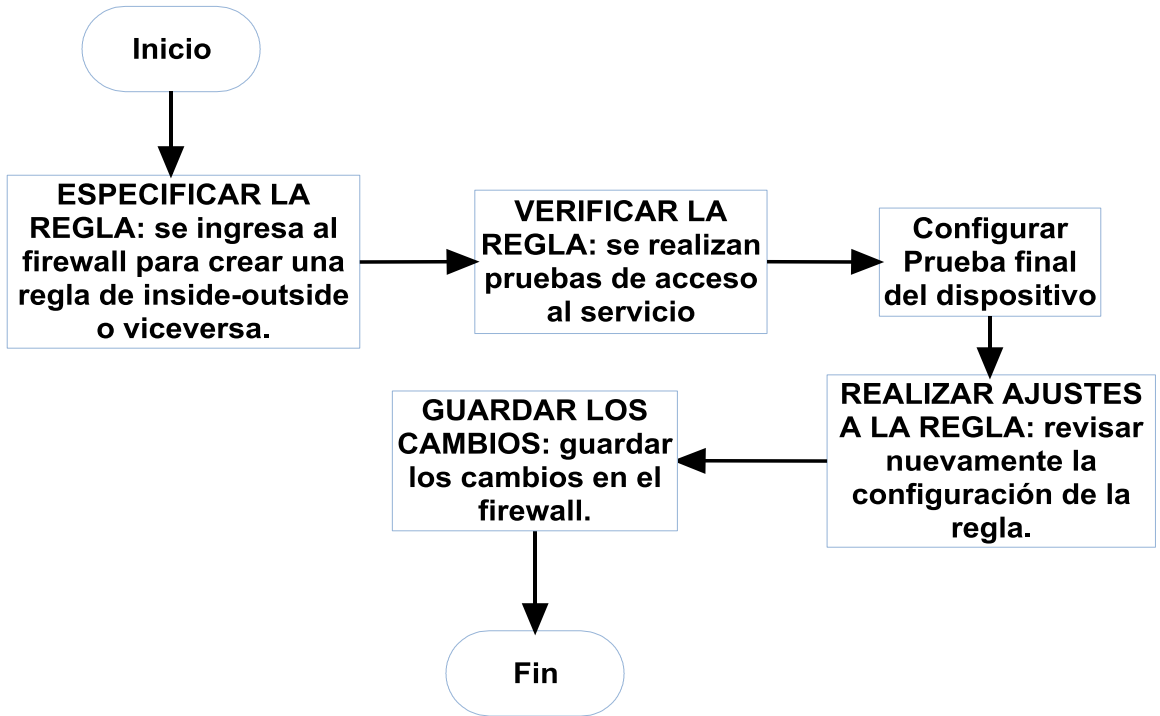 Inicio
ESPECIFICAR LA
REGLA: se ingresa al
firewall para crear una
regla de inside-outside
o viceversa.
VERIFICAR LA
REGLA: se realizan
pruebas de acceso
al servicio
Configurar
Prueba final
del dispositivo
REALIZAR AJUSTES
A LA REGLA: revisar
nuevamente la
configuración de la
regla.
GUARDAR LOS
CAMBIOS: guardar
los cambios en el
firewall.
Fin